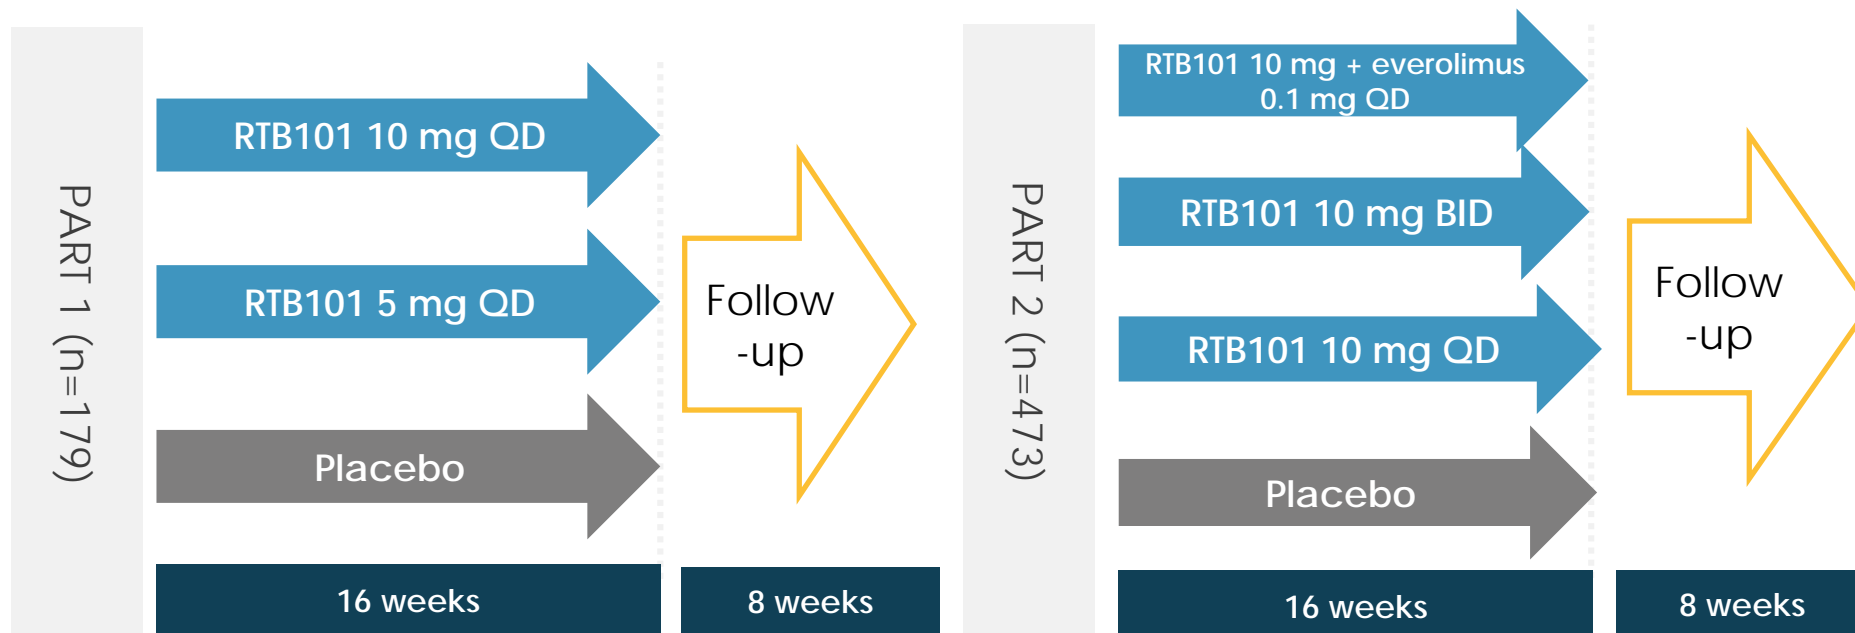 PART 1 (n=179)
RTB101 10 mg QD
RTB101 5 mg QD
Placebo
Follow
-up
16 weeks
8 weeks
PART 2 (n=473)
RTB101 10 mg + everolimus
0.1 mg QD
RTB101 10 mg BID
RTB101 10 mg QD
Placebo
Follow
-up
16 weeks
8 weeks